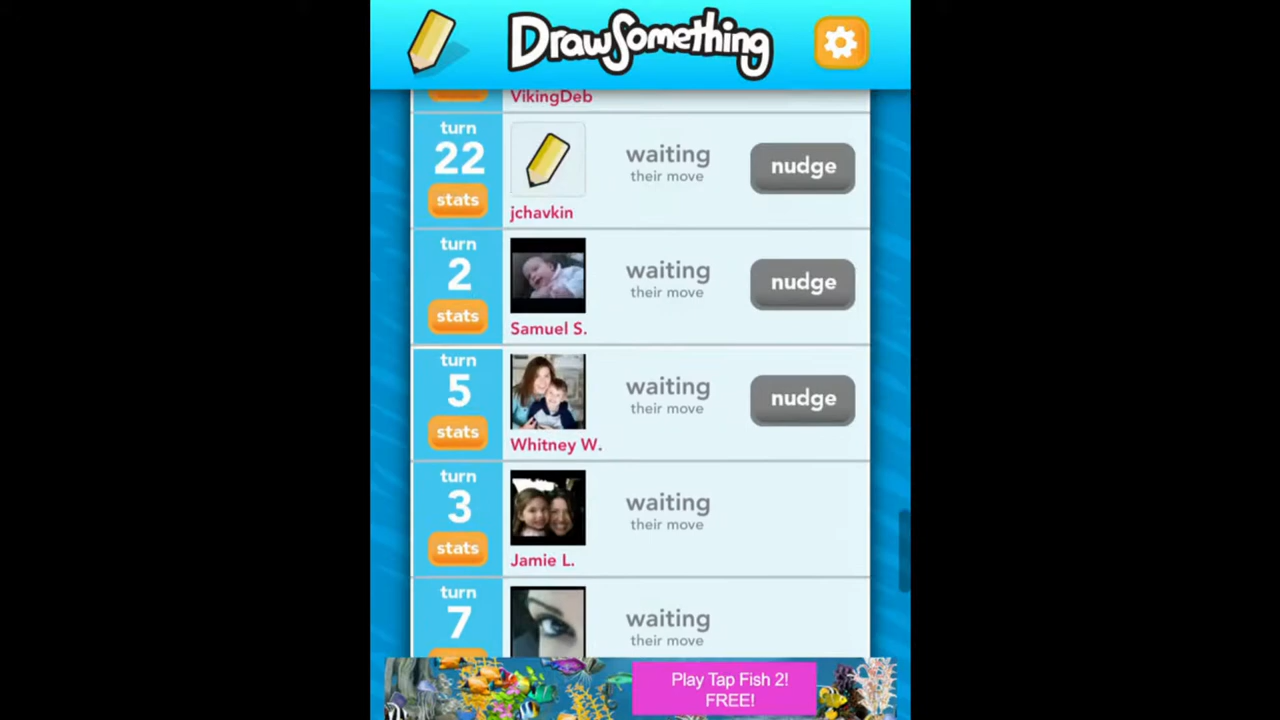 DrawSomething
VikingDeb
turn
22
stats
waiting
their move
nudge
jchavkin
turn
2
stats
waiting
their move
nudge
Samuel S.
turn
5
stats
waiting
their move
nudge
Whitney W.
turn
3
stats
waiting
their move
Jamie L.
turn
7
waiting
their move
Play Tap Fish 2!
FREE!